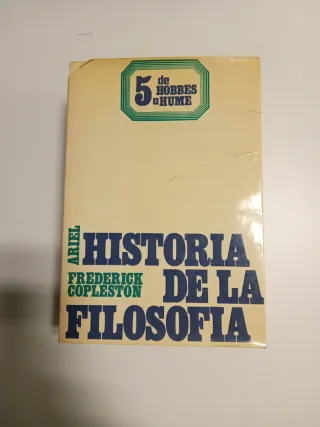 5 de
HOBBES
a HUME
ARIEL
HISTORIA
FREDERICK
COPLESTON
DE LA
FILOSOFIA